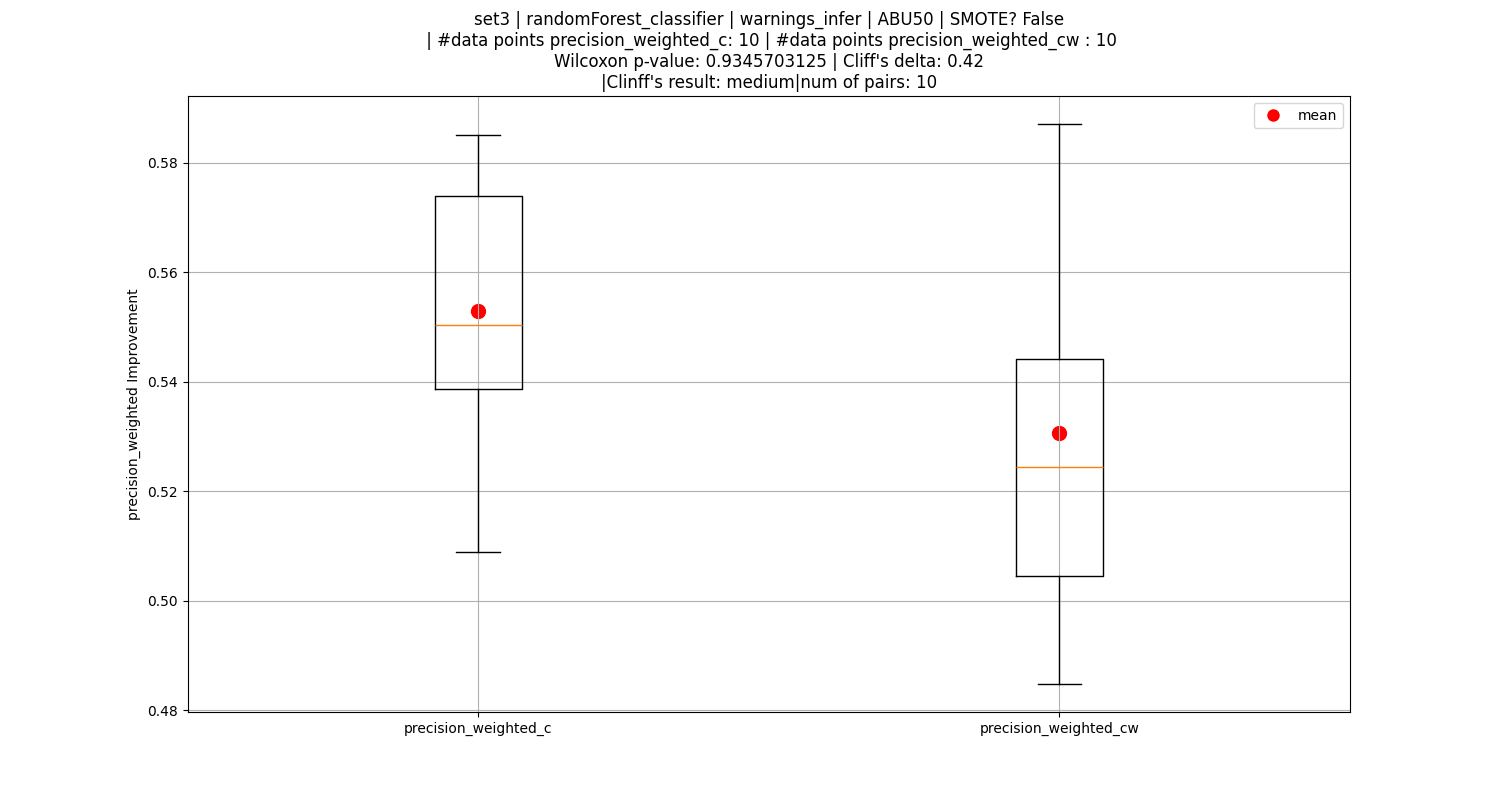 set3 | randomForest_classifier | warnings_infer | ABU50 | SMOTE? False
| #data points precision_weighted_c: 10 | #data points precision_weighted_cw : 10
Wilcoxon p-value: 0.9345703125 | Cliff's delta: 0.42
|Clinff's result: medium|num of pairs: 10
mean
0.58
0.56
0.54
0.52
0.50
0.48
precision_weighted Improvement
precision_weighted_c
precision_weighted_cw